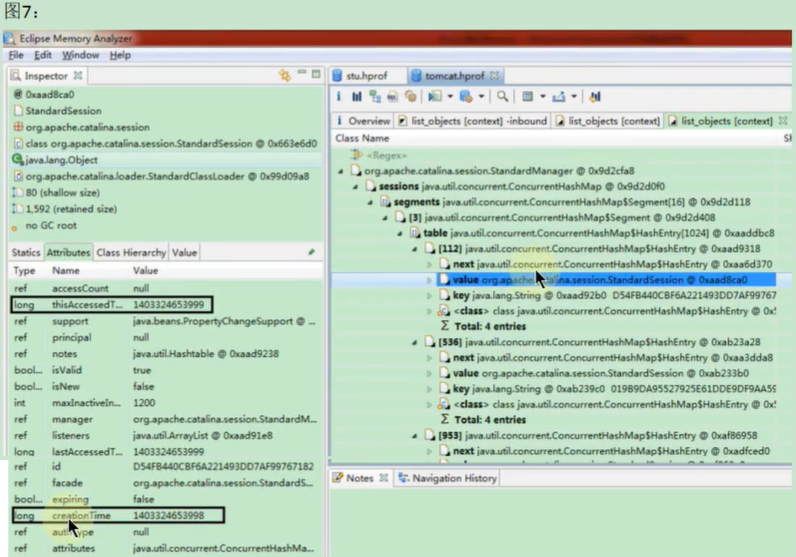 图7：
Eclipse Memory Analyzer
File Edit Window Help
Inspector
0xaad8ca0
StandardSession
org.apache.catalina.session
class org.apache.catalina.session.StandardSession @ 0x663e6d0
java.lang.Object
org.apache.catalina.loader.StandardClassLoader @ 0x99d09a8
80 (shallow size)
1,592 (retained size)
no GC root
Statics Attributes Class Hierarchy Value
Type Name Value
ref accessCount null
long thisAccessedT... 1403324653999
ref support java.beans.PropertyChangeSupport @ ...
ref principal null
ref notes java.util.Hashtable @ 0xaad9238
bool... isValid true
bool... isNew false
int maxInactiveIn... 1200
ref manager org.apache.catalina.session.StandardM...
ref listeners java.util.ArrayList @ 0xaad91e8
long lastAccessedT... 1403324653999
ref id D54FB440CBF6A221493DD7AF99767182
ref facade org.apache.catalina.session.StandardS...
bool... expiring false
long creationTime 1403324653998
ref authType null
ref attributes java.util.concurrent.ConcurrentHashMa...
stu.hprof tomcat.hprof
i Overview list_objects [context] -inbound list_objects [context] list_objects [context]
Class Name
<Regex>
org.apache.catalina.session.StandardManager @ 0x9d2cfa8
sessions java.util.concurrent.ConcurrentHashMap @ 0x9d2d0f0
segments java.util.concurrent.ConcurrentHashMap$Segment[16] @ 0x9d2d118
[3] java.util.concurrent.ConcurrentHashMap$Segment @ 0x9d2d408
table java.util.concurrent.ConcurrentHashMap$HashEntry[1024] @ 0xaaddbc8
[112] java.util.concurrent.ConcurrentHashMap$HashEntry @ 0xaad9318
next java.util.concurrent.ConcurrentHashMap$HashEntry @ 0xaa6d370
value org.apache.catalina.session.StandardSession @ 0xaad8ca0
key java.lang.String @ 0xaad92b0 D54FB440CBF6A221493DD7AF99767
<class> class java.util.concurrent.ConcurrentHashMap$HashEntry @ 0x
Σ Total: 4 entries
[536] java.util.concurrent.ConcurrentHashMap$HashEntry @ 0xab23a28
next java.util.concurrent.ConcurrentHashMap$HashEntry @ 0xaa3dda8
value org.apache.catalina.session.StandardSession @ 0xab233b0
key java.lang.String @ 0xab239c0 019B9DA95527925E61DDE9DF9AA59
<class> class java.util.concurrent.ConcurrentHashMap$HashEntry @ 0x
Σ Total: 4 entries
[953] java.util.concurrent.ConcurrentHashMap$HashEntry @ 0xaf86958
next java.util.concurrent.ConcurrentHashMap$HashEntry @ 0xadfced0
Notes Navigation History